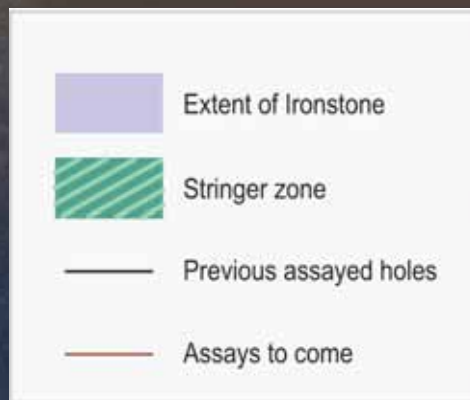 Extent of Ironstone
Stringer zone
Previous assayed holes
Assays to come